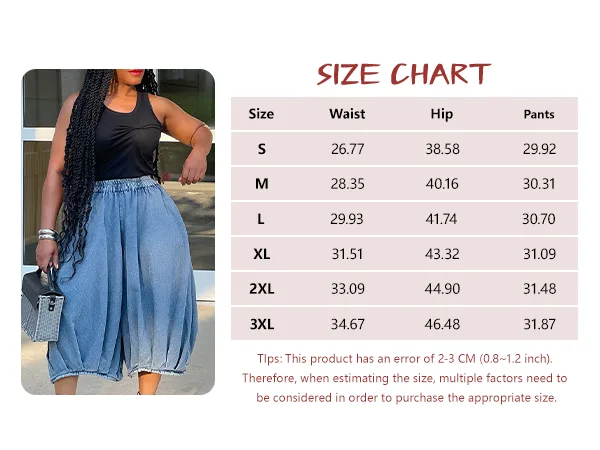 SIZE CHART
Size Waist Hip Pants
S 26.77 38.58 29.92
M 28.35 40.16 30.31
L 29.93 41.74 30.70
XL 31.51 43.32 31.09
2XL 33.09 44.90 31.48
3XL 34.67 46.48 31.87
TIps: This product has an error of 2-3 CM (0.8~1.2 inch).
Therefore, when estimating the size, multiple factors need to
be considered in order to purchase the appropriate size.